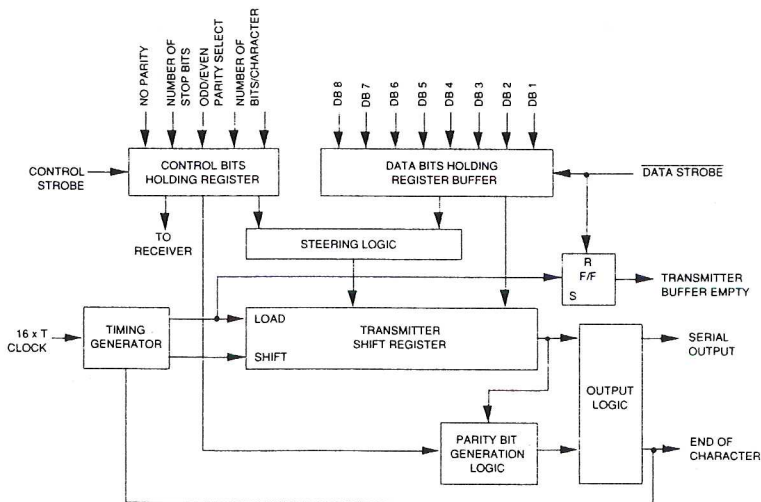 NO PARITY
NUMBER OF
STOP BITS
ODD/EVEN
PARITY SELECT
NUMBER OF
BITS/CHARACTER
DB 8
DB 7
DB 6
DB 5
DB 4
DB 3
DB 2
DB 1
CONTROL
STROBE
CONTROL BITS
HOLDING REGISTER
DATA BITS HOLDING
REGISTER BUFFER
DATA STROBE
TO
RECEIVER
STEERING LOGIC
R
F/F
S
TRANSMITTER
BUFFER EMPTY
16 x T
CLOCK
TIMING
GENERATOR
LOAD
SHIFT
TRANSMITTER
SHIFT REGISTER
SERIAL
OUTPUT
OUTPUT
LOGIC
PARITY BIT
GENERATION
LOGIC
END OF
CHARACTER